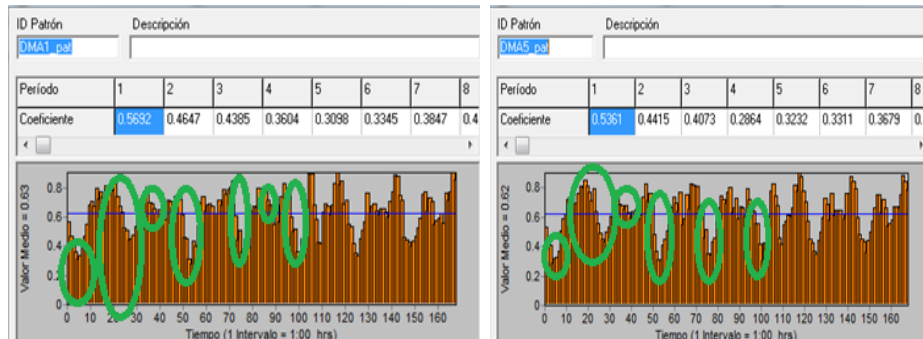 ID Patrón Descripción
DMA1_pat
Período 1 2 3 4 5 6 7 8
Coeficiente 0.5692 0.4647 0.4385 0.3604 0.3098 0.3345 0.3847 0.4
Valor Medio = 0.63
0.8
0.6
0.4
0.2
0
0 10 20 30 40 50 60 70 80 90 100 110 120 130 140 150 160
Tiempo (1 Intervalo = 1:00 hrs)
ID Patrón Descripción
DMA5_pat
Período 1 2 3 4 5 6 7 8
Coeficiente 0.5361 0.4415 0.4073 0.2864 0.3232 0.3311 0.3679 0.
Valor Medio = 0.62
0.8
0.6
0.4
0.2
0
0 10 20 30 40 50 60 70 80 90 100 110 120 130 140 150 160
Tiempo (1 Intervalo = 1:00 hrs)